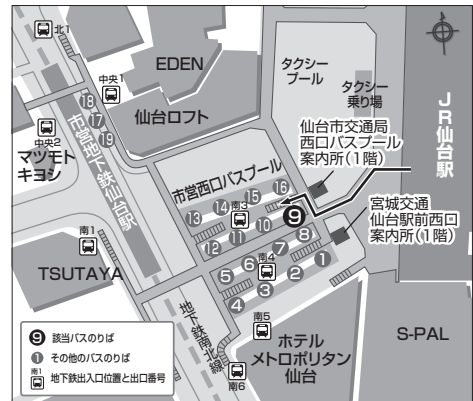 北1
EDEN
タクシー
プール
タクシー
乗り場
JR仙台駅
中央1
仙台ロフト
18
17
19
中央2
マツモト
キヨシ
市営地下鉄仙台駅
仙台市交通局
西口バスプール
案内所(1階)
市営西口バスプール
16
15
14
13
南3
9
10
11
12
8
7
6
5
宮城交通
仙台駅前西口
案内所(1階)
南1
TSUTAYA
南4
1
2
3
4
地下鉄南北線
南5
南6
ホテル
メトロポリタン
仙台
S-PAL
9 該当バスのりば
1 その他のバスのりば
南1 地下鉄出入口位置と出口番号